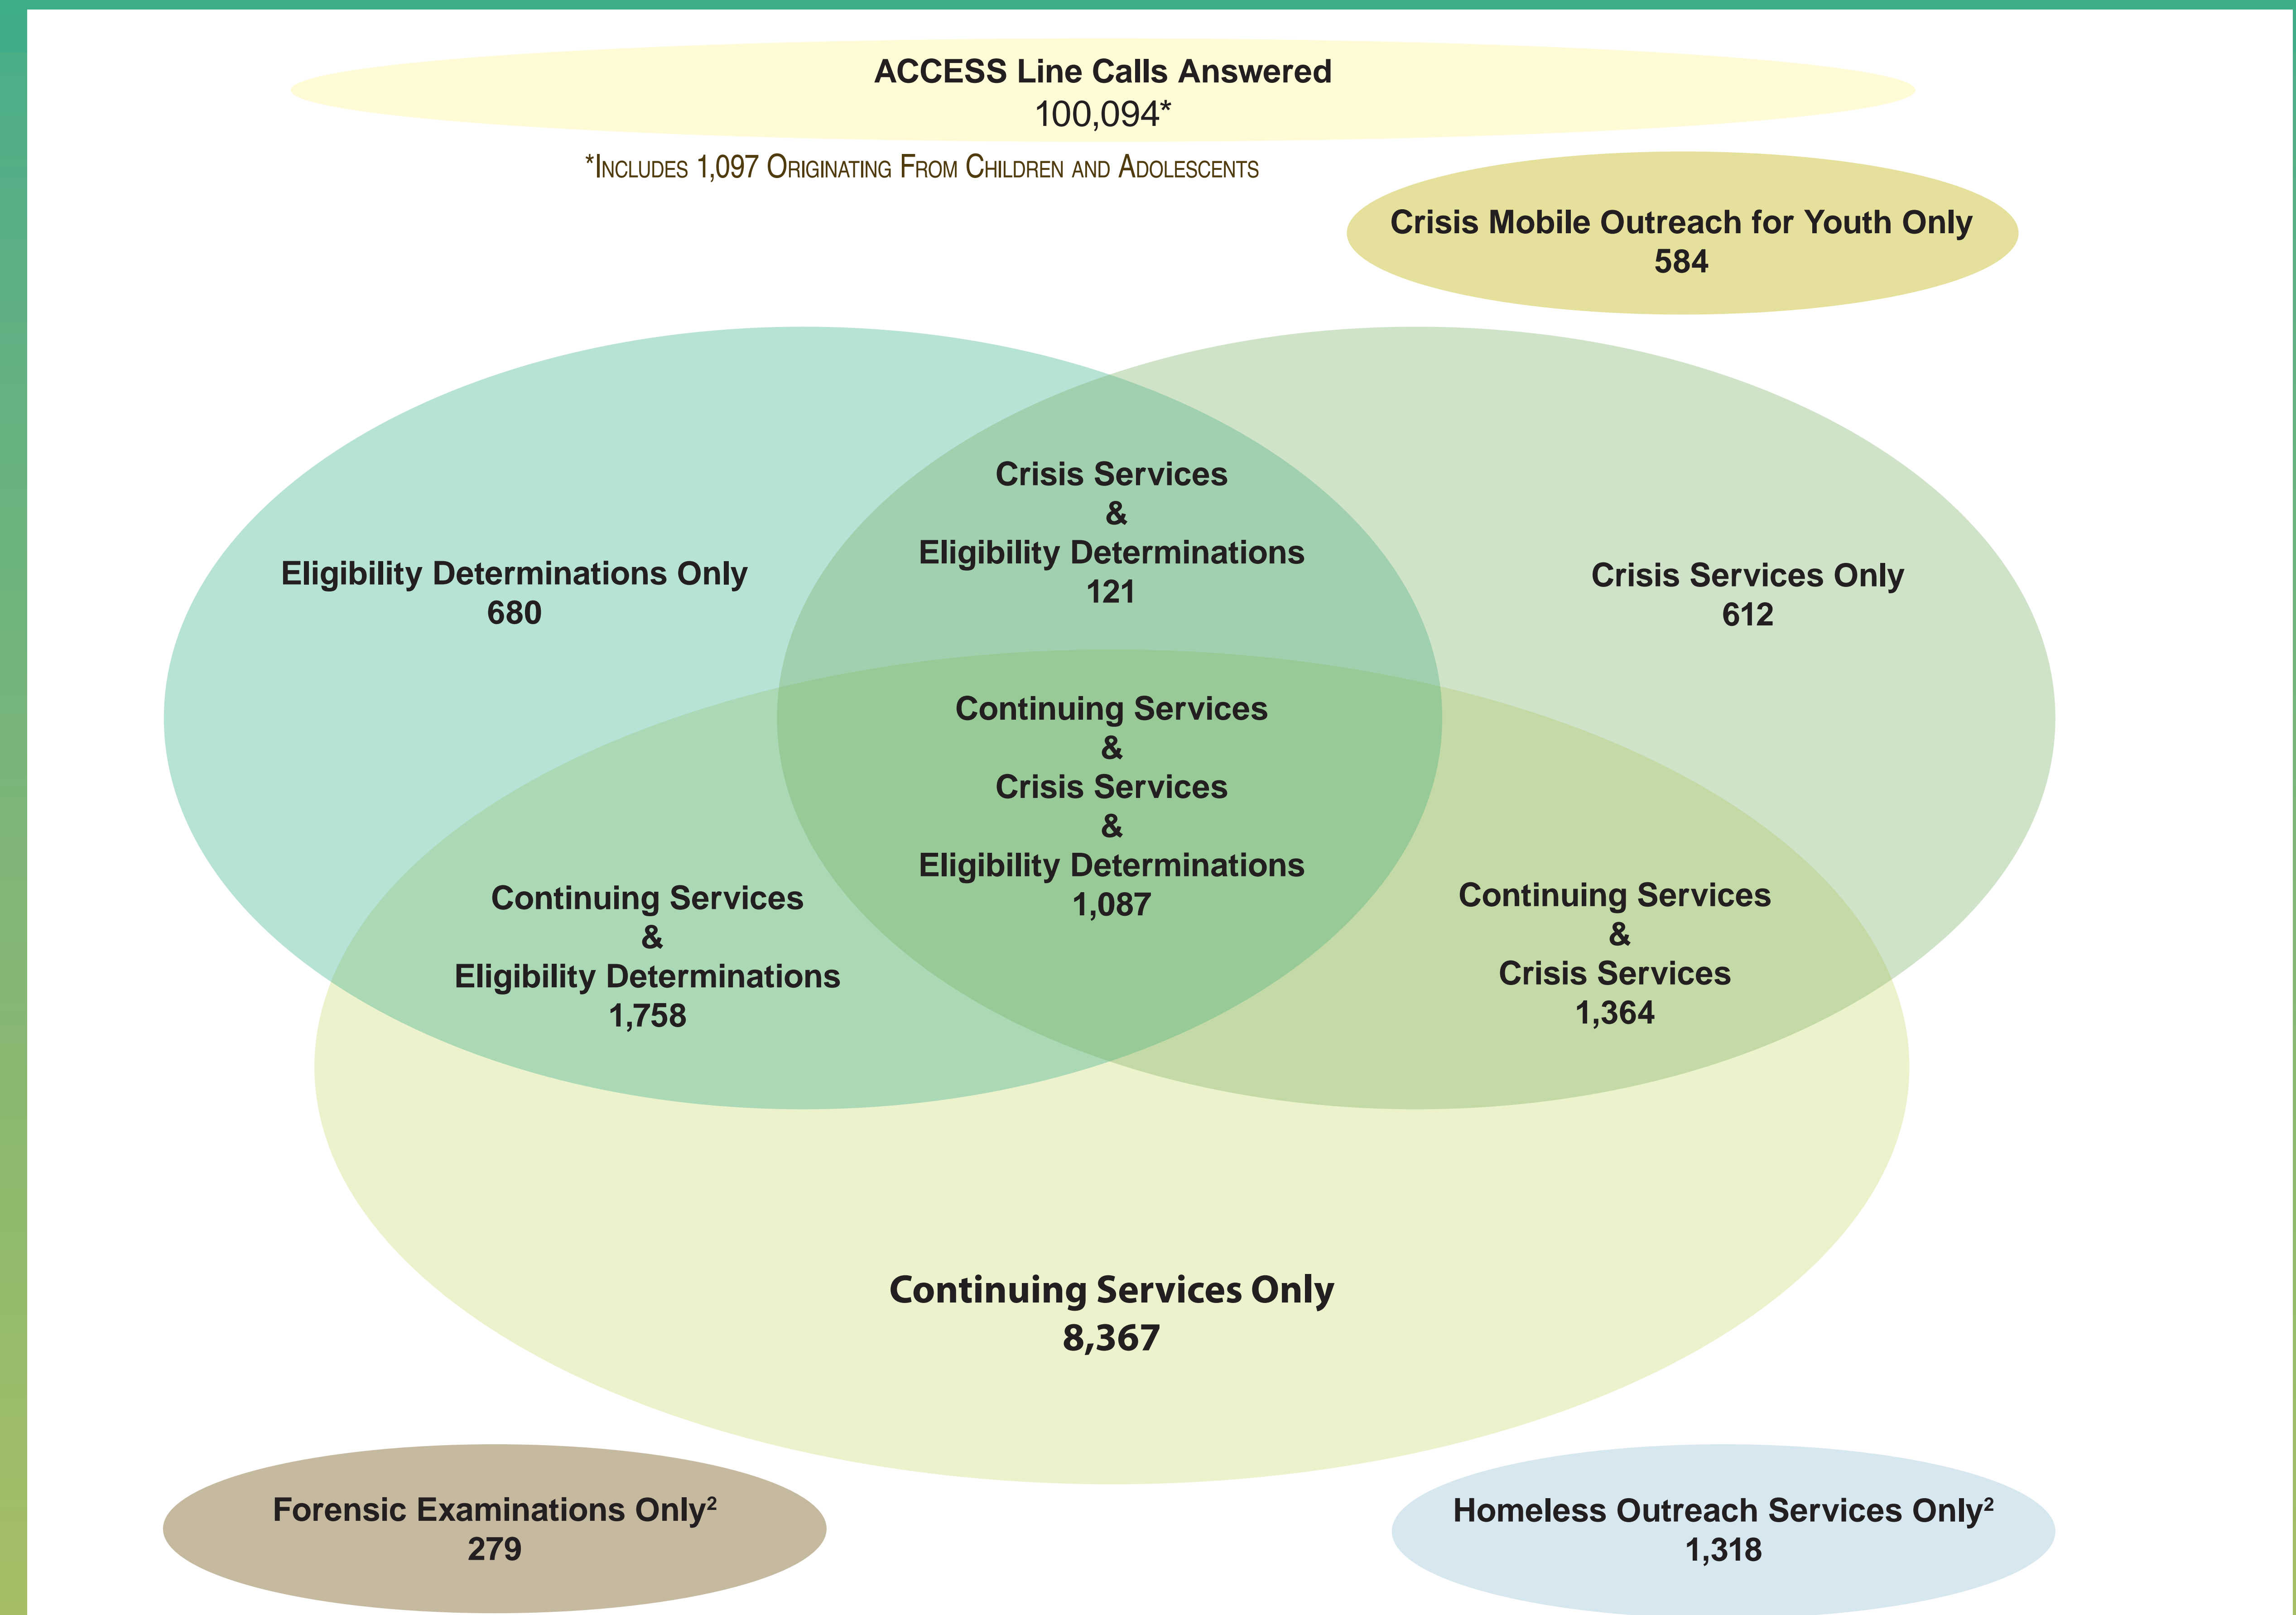 ACCESS Line Calls Answered
100,094*
*Includes 1,097 Originating From Children and Adolescents
Crisis Mobile Outreach for Youth Only
584
Crisis Services
&
Eligibility Determinations
121
Eligibility Determinations Only
680
Crisis Services Only
612
Continuing Services
&
Crisis Services
&
Eligibility Determinations
1,087
Continuing Services
&
Eligibility Determinations
1,758
Continuing Services
&
Crisis Services
1,364
Continuing Services Only
8,367
Forensic Examinations Only²
279
Homeless Outreach Services Only²
1,318